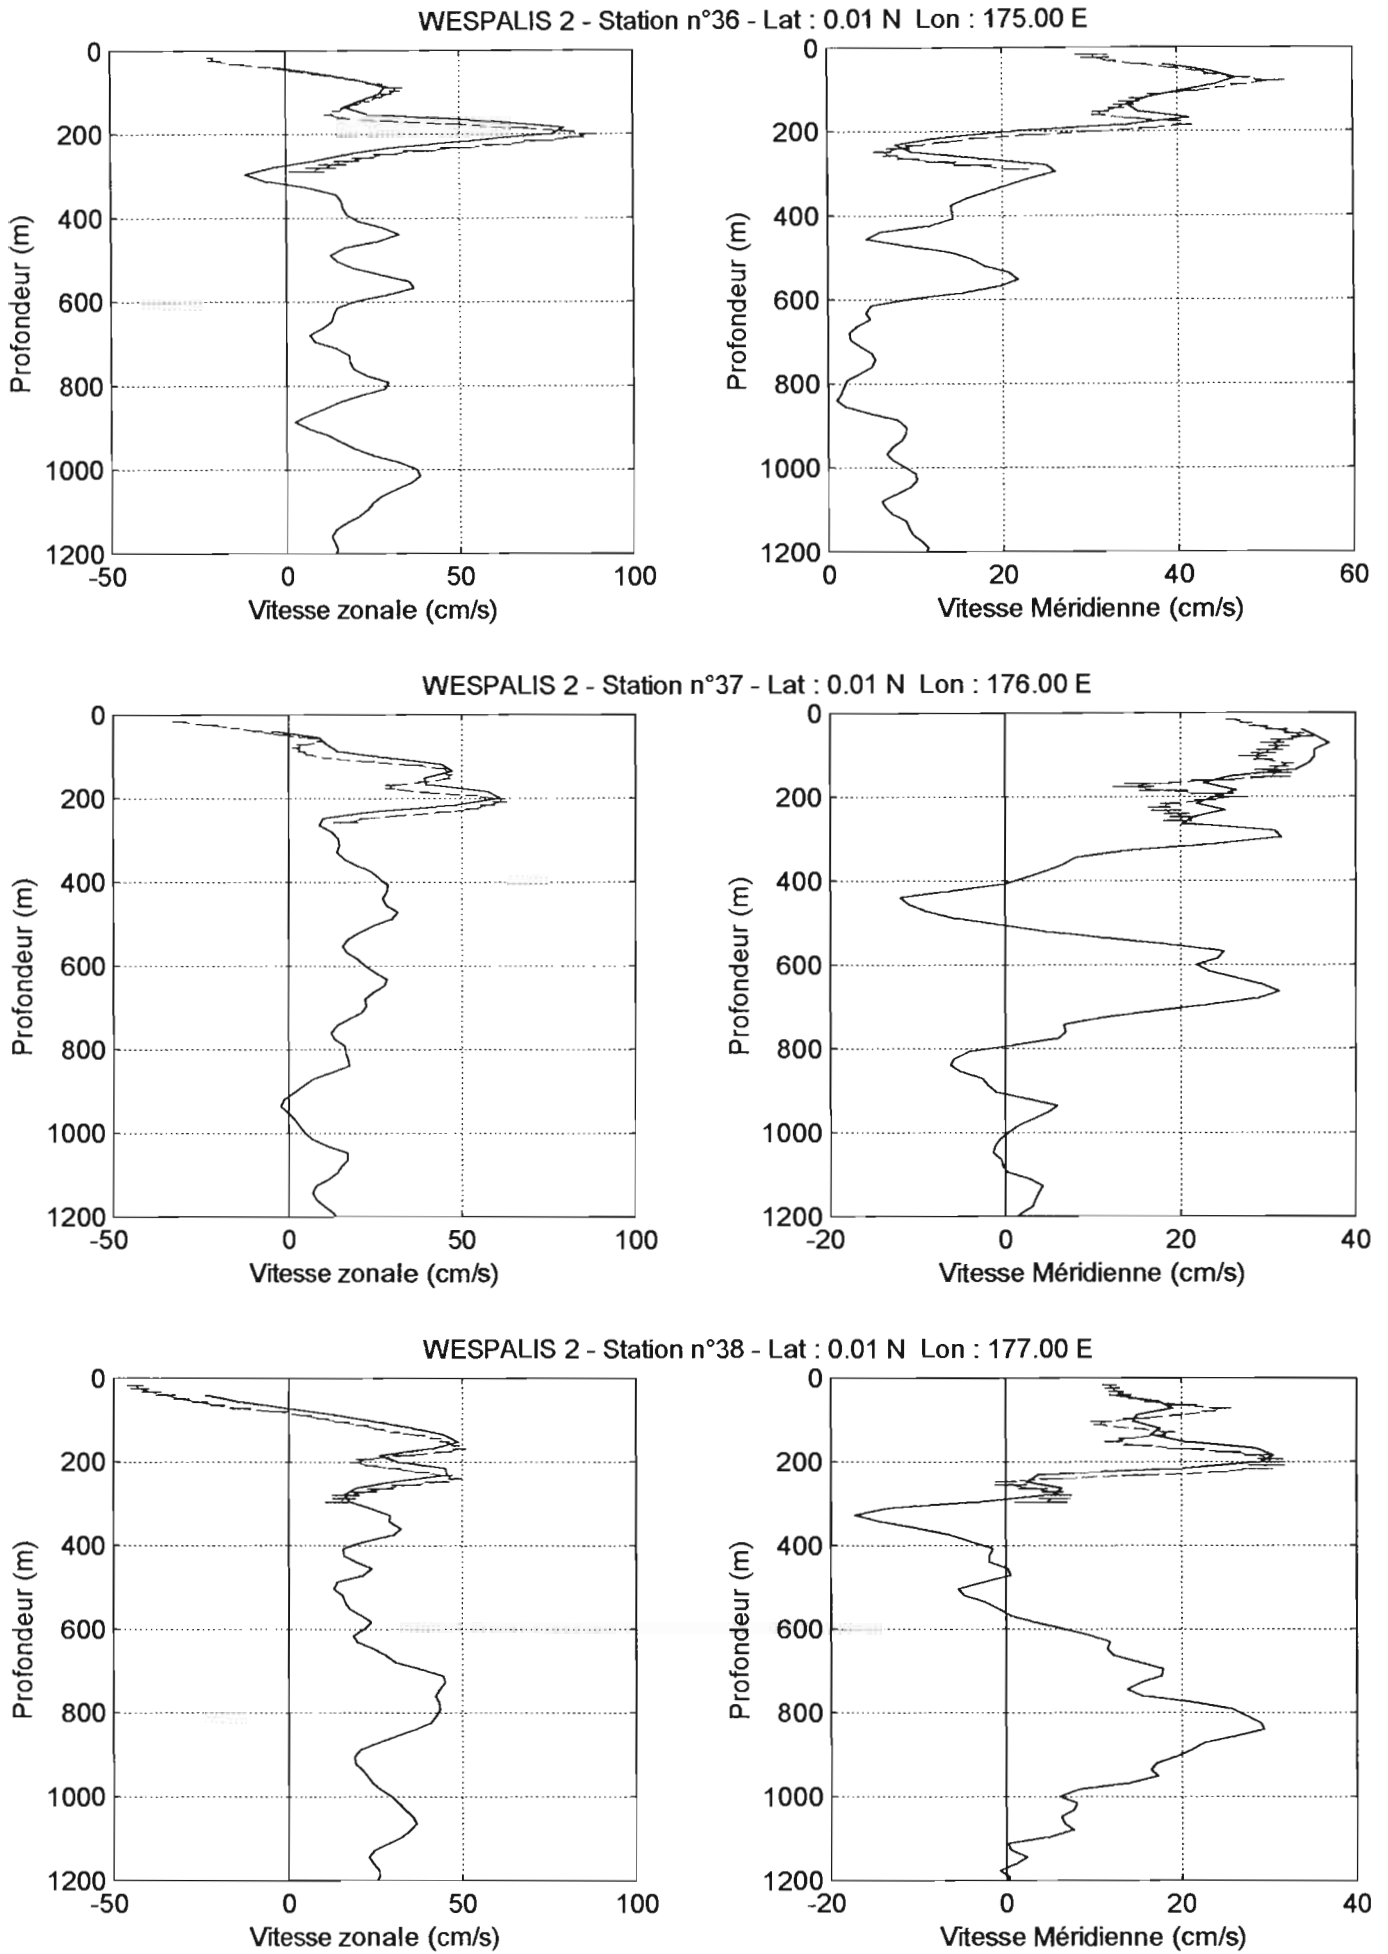 WESPALIS 2 - Station n°36 - Lat : 0.01 N Lon : 175.00 E
0
200
400
600
800
1000
1200
-50 0 50 100
Profondeur (m)
Vitesse zonale (cm/s)
0
200
400
600
800
1000
1200
0 20 40 60
Profondeur (m)
Vitesse Méridienne (cm/s)
WESPALIS 2 - Station n°37 - Lat : 0.01 N Lon : 176.00 E
0
200
400
600
800
1000
1200
-50 0 50 100
Profondeur (m)
Vitesse zonale (cm/s)
0
200
400
600
800
1000
1200
-20 0 20 40
Profondeur (m)
Vitesse Méridienne (cm/s)
WESPALIS 2 - Station n°38 - Lat : 0.01 N Lon : 177.00 E
0
200
400
600
800
1000
1200
-50 0 50 100
Profondeur (m)
Vitesse zonale (cm/s)
0
200
400
600
800
1000
1200
-20 0 20 40
Profondeur (m)
Vitesse Méridienne (cm/s)